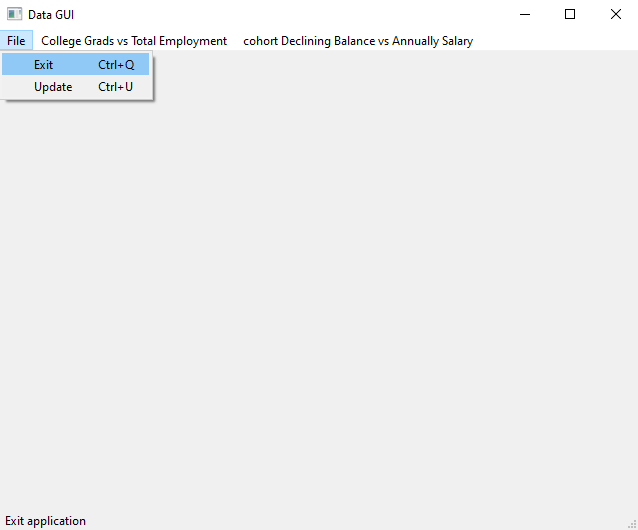 Data GUI
File College Grads vs Total Employment cohort Declining Balance vs Annually Salary
Exit Ctrl+Q
Update Ctrl+U
Exit application